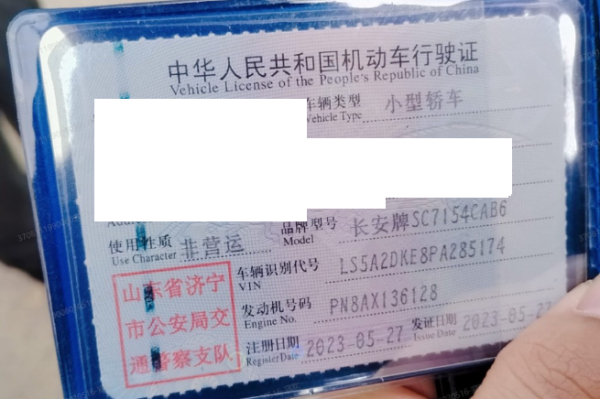 中华人民共和国机动车行驶证
Vehicle License of the People's Republic of China
车辆类型 小型轿车
Vehicle Type
使用性质 非营运
Use Character
品牌型号 长安牌SC7154CAB6
Model
车辆识别代号 LS5A2DKE8PA285174
VIN
发动机号码 PN8AX136128
Engine No.
注册日期 2023-05-27
Register Date
发证日期 2023-05-27
Issue Date
山东省济宁
市公安局交
通警察支队